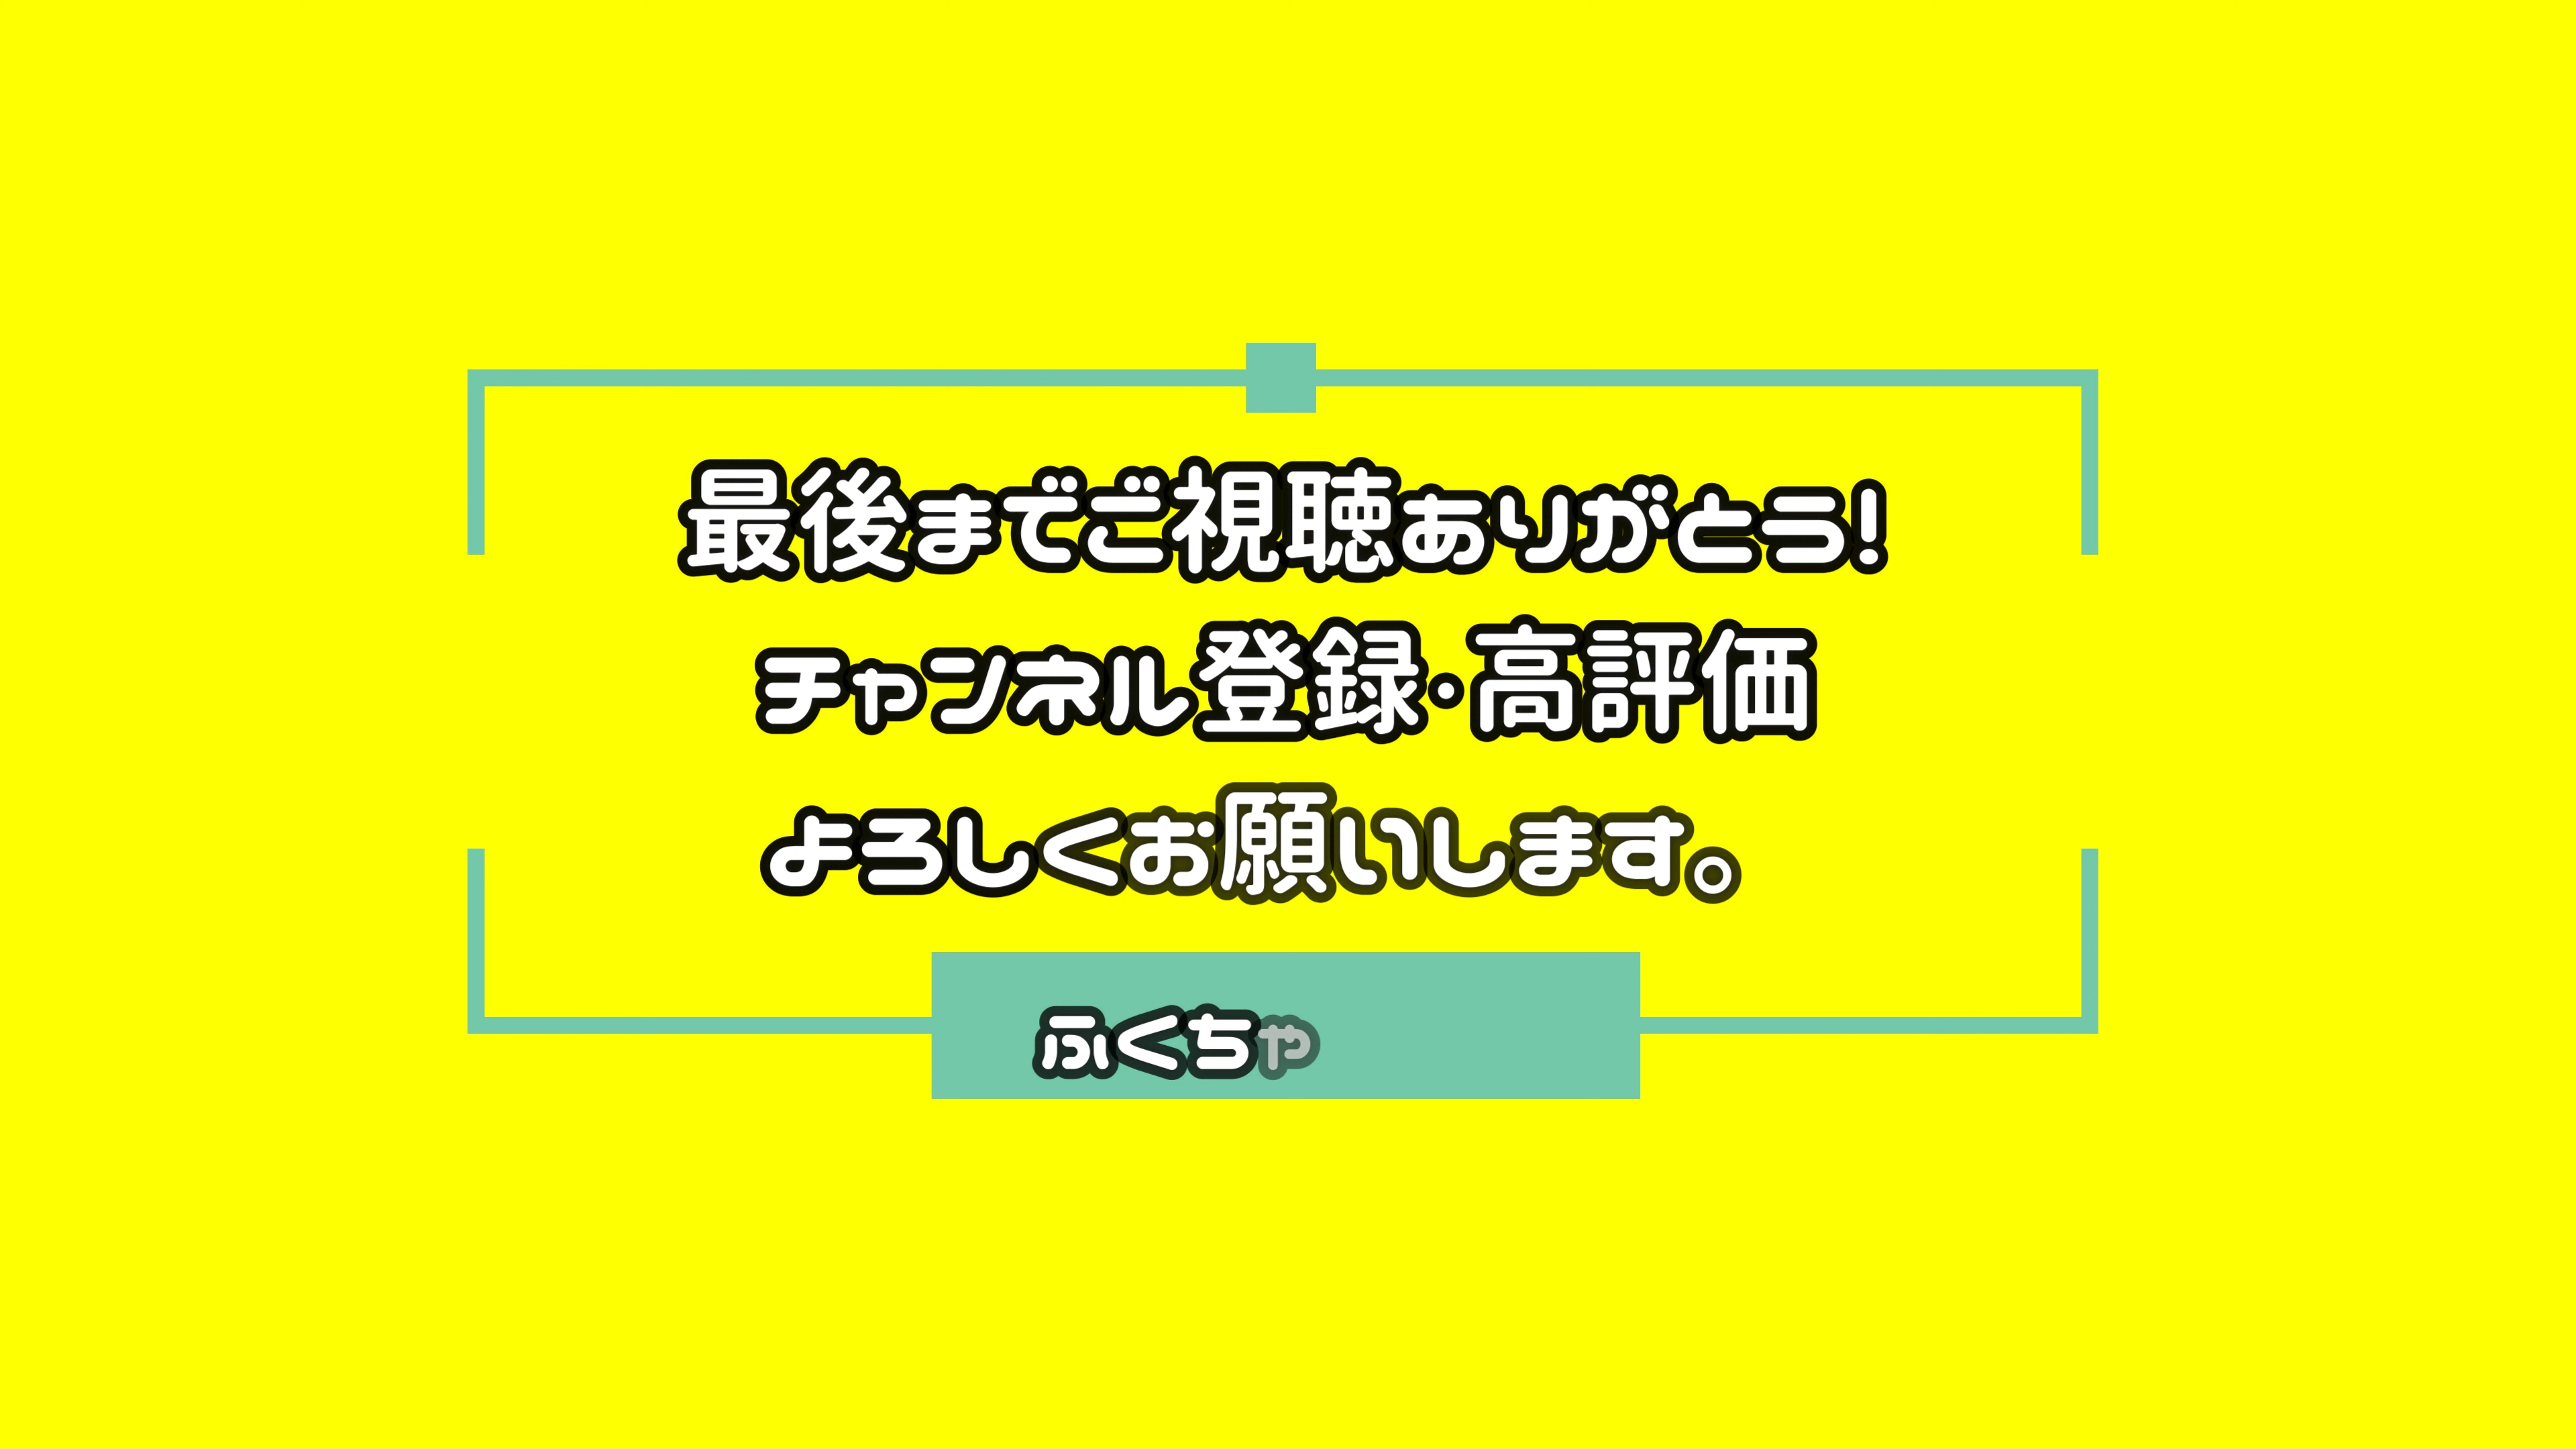 最後までご視聴ありがとう!
チャンネル登録・高評価
よろしくお願いします。
ふくちゃ